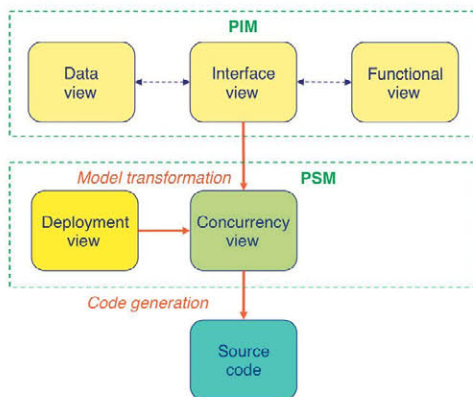 PIM
Data
view
Interface
view
Functional
view
Model transformation
PSM
Deployment
view
Concurrency
view
Code generation
Source
code